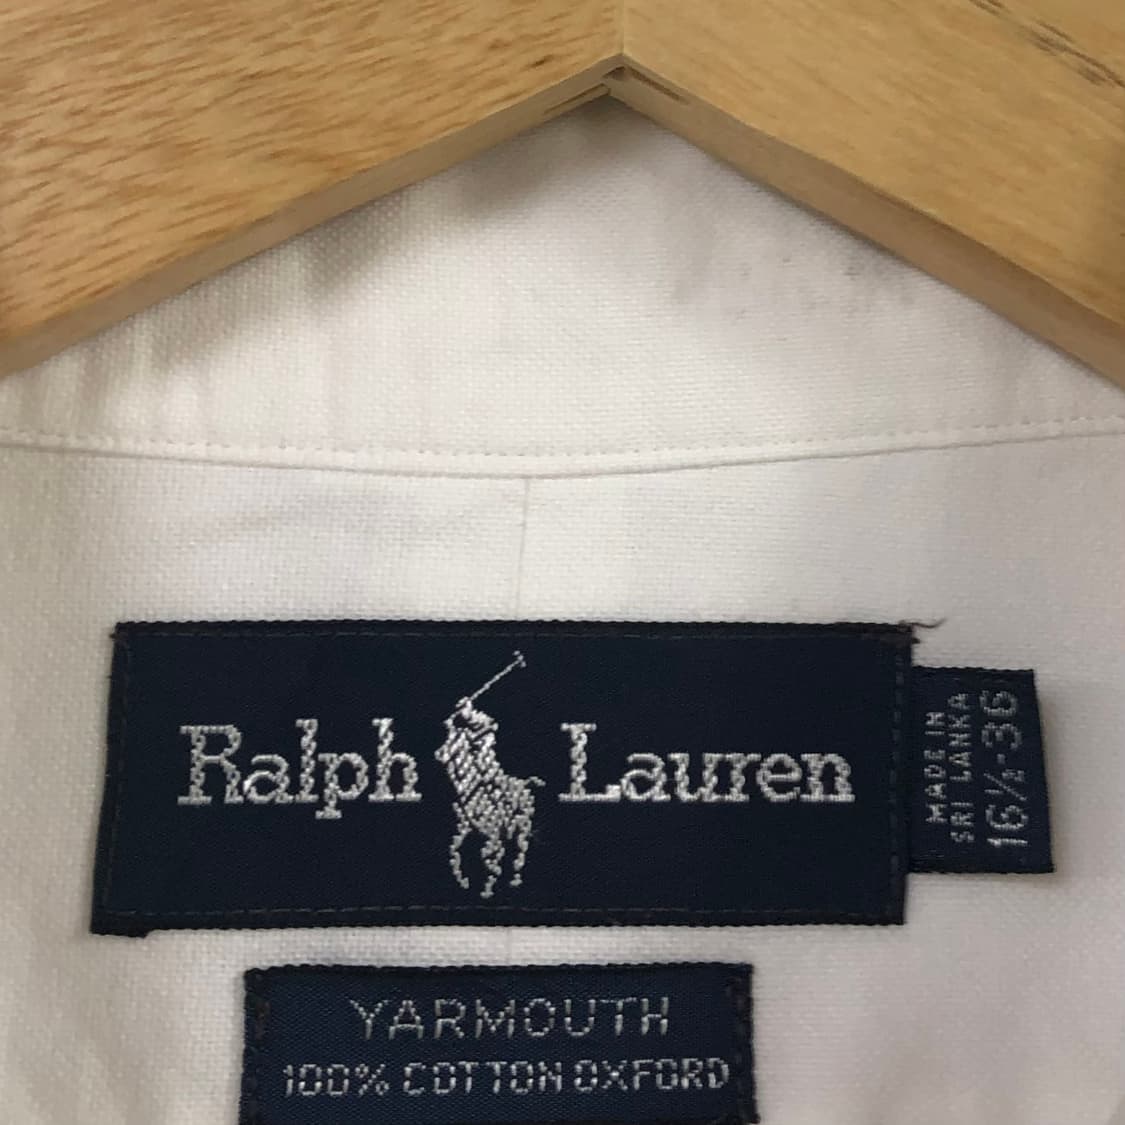 Ralph Lauren
MADE IN
SRI LANKA
16½-36
YARMOUTH
100% COTTON OXFORD